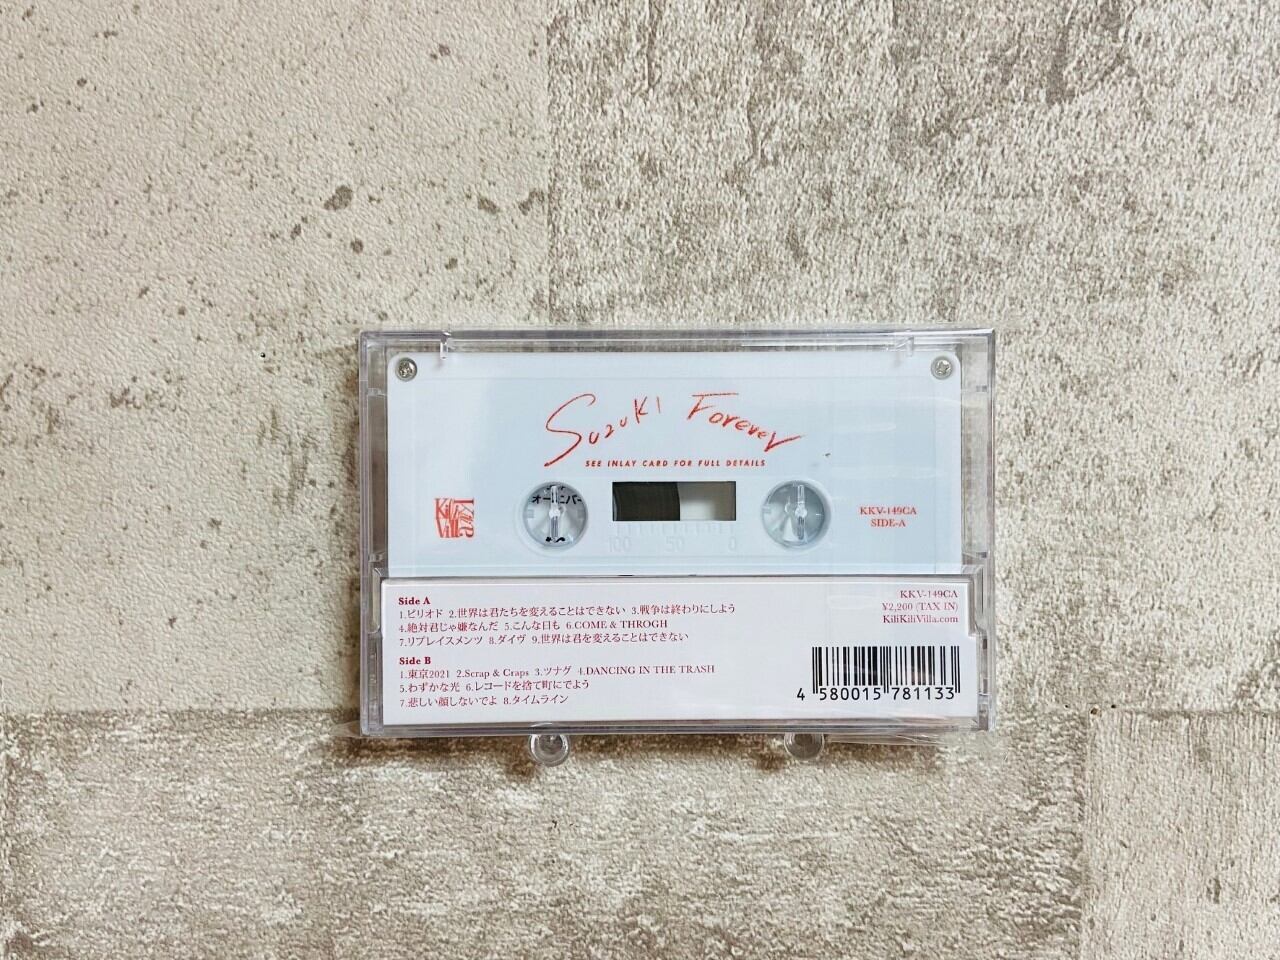 Suzuki Forever
SEE INLAY CARD FOR FULL DETAILS
Kili
Kili
Villa
オールユニバー
KKV-149CA
SIDE-A
100 50 0
Side A
1.ピリオド 2.世界は君たちを変えることはできない 3.戦争は終わりにしよう
4.絶対君じゃ嫌なんだ 5.こんな日も 6.COME & THROGH
7.リプレイスメンツ 8.ダイヴ 9.世界は君を変えることはできない
Side B
1.東京2021 2.Scrap & Craps 3.ツナグ 4.DANCING IN THE TRASH
5.わずかな光 6.レコードを捨て町にでよう
7.悲しい顔しないでよ 8.タイムライン
KKV-149CA
¥2,200 (TAX IN)
KiliKiliVilla.com
4 580015 781133